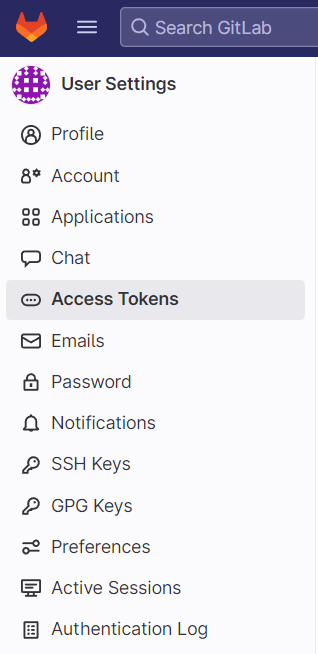 Search GitLab
User Settings
Profile
Account
Applications
Chat
Access Tokens
Emails
Password
Notifications
SSH Keys
GPG Keys
Preferences
Active Sessions
Authentication Log